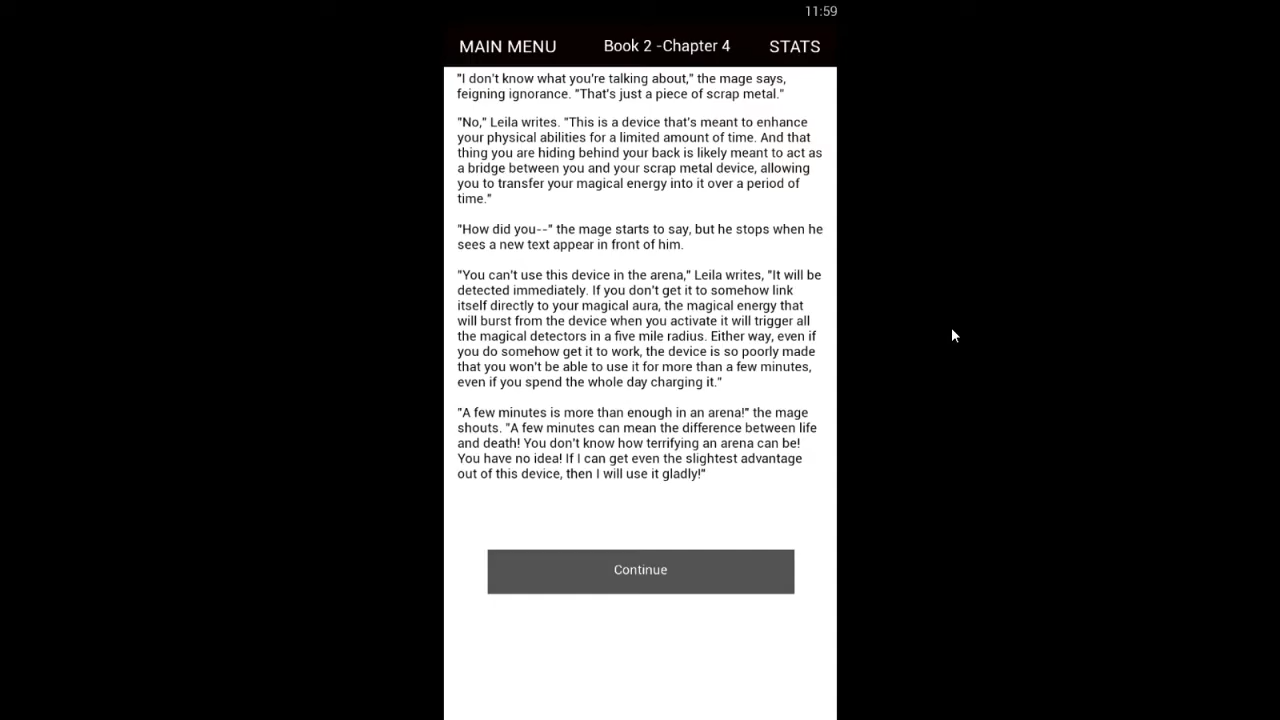 11:59
MAIN MENU
Book 2 -Chapter 4
STATS
"I don't know what you're talking about," the mage says,
feigning ignorance. "That's just a piece of scrap metal."
"No," Leila writes. "This is a device that's meant to enhance
your physical abilities for a limited amount of time. And that
thing you are hiding behind your back is likely meant to act as
a bridge between you and your scrap metal device, allowing
you to transfer your magical energy into it over a period of
time."
"How did you--" the mage starts to say, but he stops when he
sees a new text appear in front of him.
"You can't use this device in the arena," Leila writes, "It will be
detected immediately. If you don't get it to somehow link
itself directly to your magical aura, the magical energy that
will burst from the device when you activate it will trigger all
the magical detectors in a five mile radius. Either way, even if
you do somehow get it to work, the device is so poorly made
that you won't be able to use it for more than a few minutes,
even if you spend the whole day charging it."
"A few minutes is more than enough in an arena!" the mage
shouts. "A few minutes can mean the difference between life
and death! You don't know how terrifying an arena can be!
You have no idea! If I can get even the slightest advantage
out of this device, then I will use it gladly!"
Continue